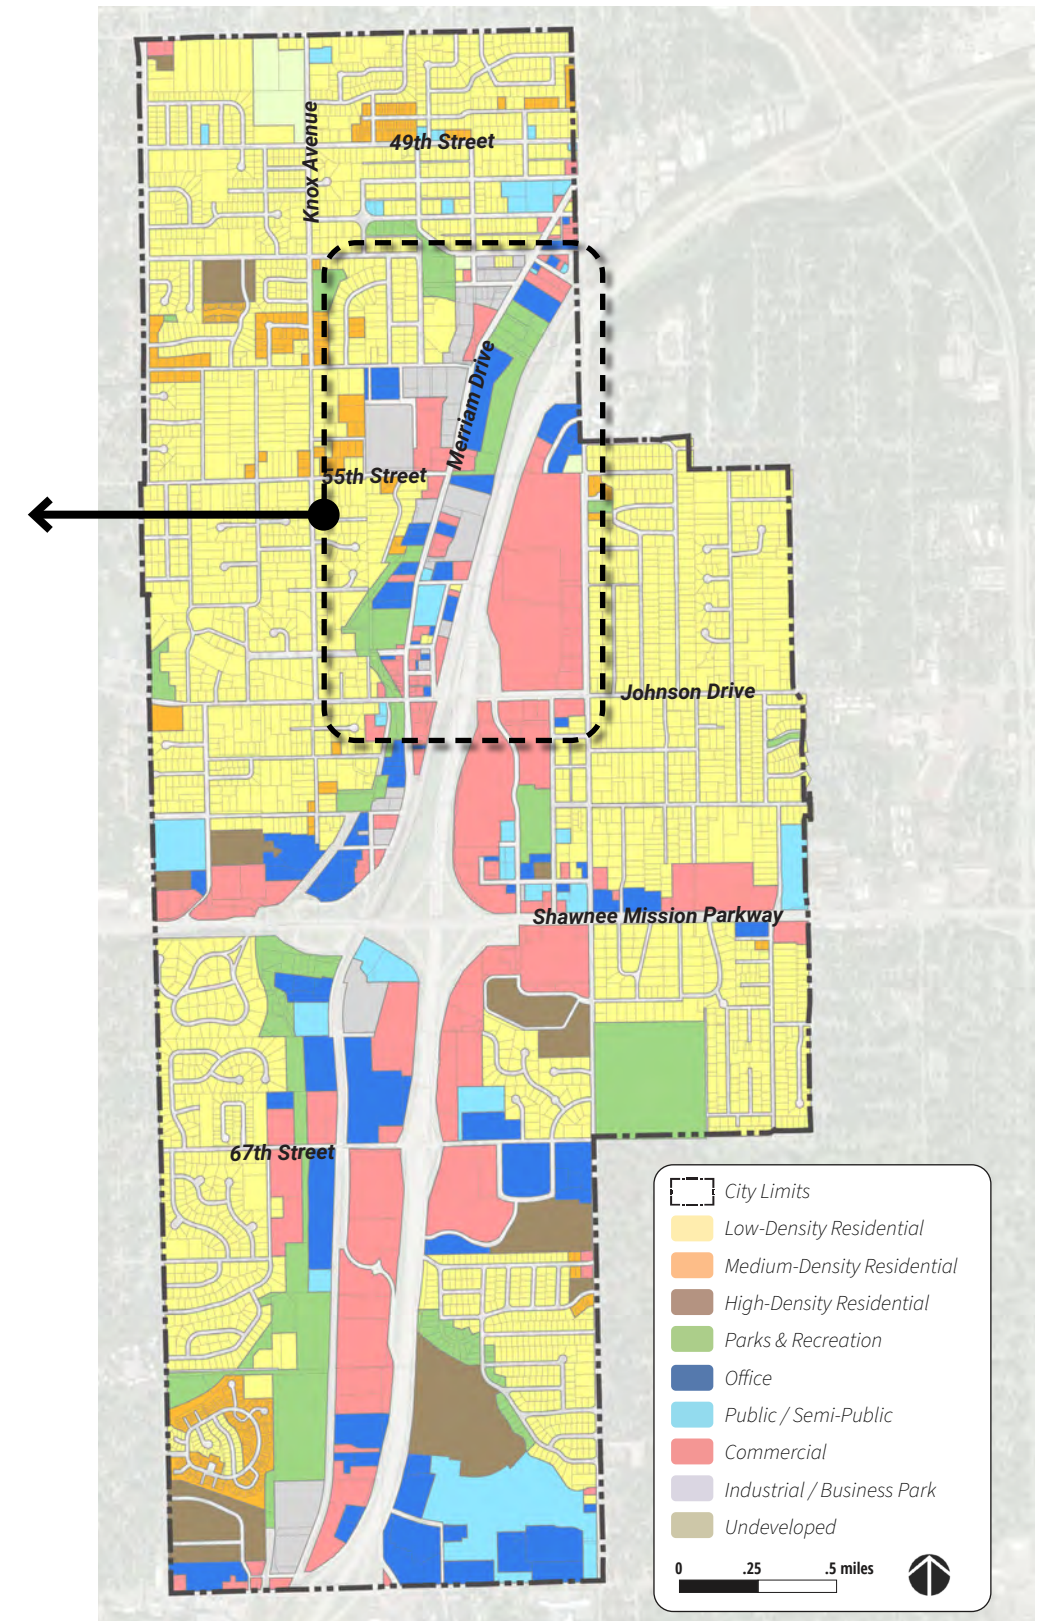 Knox Avenue
49th Street
Merriam Drive
55th Street
Johnson Drive
Shawnee Mission Parkway
67th Street
City Limits
Low-Density Residential
Medium-Density Residential
High-Density Residential
Parks & Recreation
Office
Public / Semi-Public
Commercial
Industrial / Business Park
Undeveloped
0 .25 .5 miles